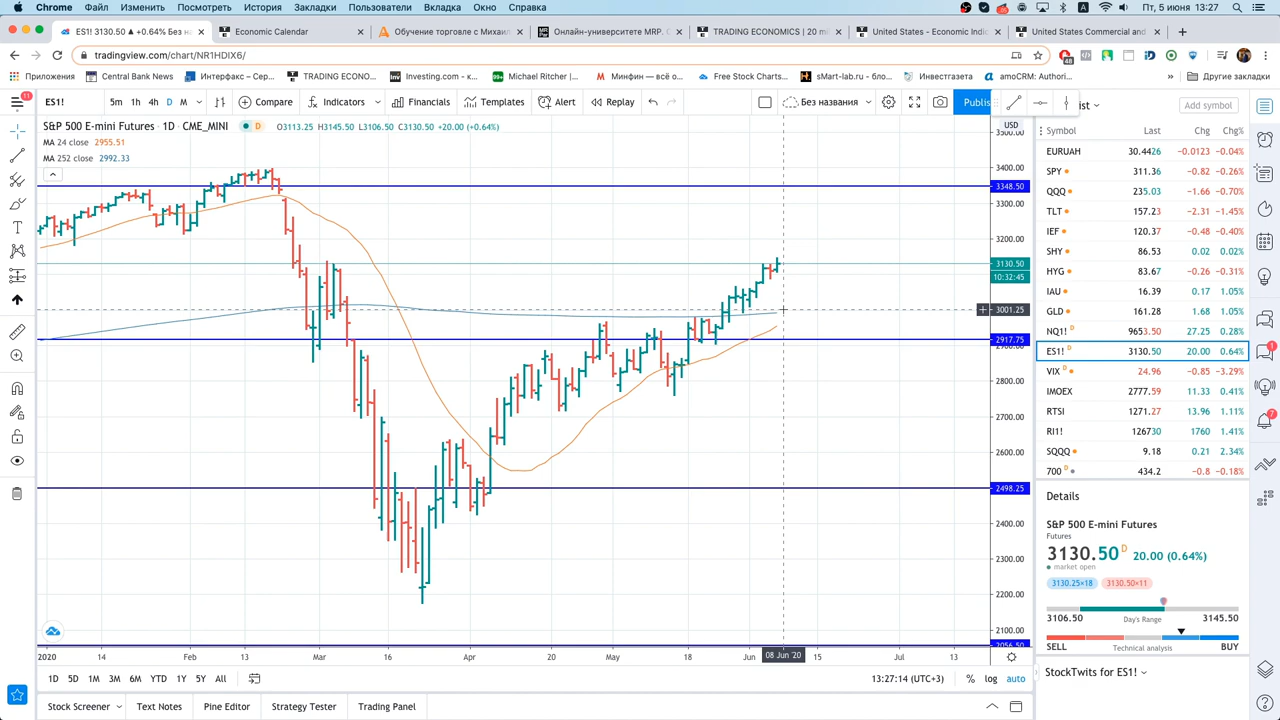 Chrome Файл Изменить Посмотреть История Закладки Пользователи Вкладка Окно Справка Пт, 5 июня 13:27
ES1! 3130.50 ▲ +0.64% Без на Economic Calendar Обучение торговле с Михаил Онлайн-университете MRP. С TRADING ECONOMICS | 20 mil United States - Economic Indic United States Commercial and
tradingview.com/chart/NR1HDIX6/
48
Приложения Central Bank News Интерфакс – Сер... TRADING ECONO... Investing.com - к... Michael Ritcher |... Минфин — всё о... Free Stock Charts... sMart-lab.ru - бло... Инвестгазета amoCRM: Authori... » Другие закладки
11 ES1! 5m 1h 4h D M Compare Indicators Financials Templates Alert Replay Без названия Publis ist Add symbol
S&P 500 E-mini Futures · 1D · CME_MINI D O3113.25 H3145.50 L3106.50 C3130.50 +20.00 (+0.64%)
MA 24 close 2955.51
MA 252 close 2992.33
USD
3500.00
3400.00
3348.50
3300.00
3200.00
3130.50
10:32:45
3001.25
2917.75
2900.00
2800.00
2700.00
2600.00
2498.25
2400.00
2300.00
2200.00
2100.00
2056.50
2020 14 Feb 13 Mar 16 Apr 20 May 18 Jun 08 Jun '20 15 Jul 13
1D 5D 1M 3M 6M YTD 1Y 5Y All 13:27:14 (UTC+3) % log auto
Stock Screener Text Notes Pine Editor Strategy Tester Trading Panel
Symbol Last Chg Chg%
EURUAH 30.4426 −0.0123 −0.04%
SPY 311.36 −0.82 −0.26%
QQQ 235.03 −1.66 −0.70%
TLT 157.23 −2.31 −1.45%
IEF 120.37 −0.48 −0.40%
SHY 86.53 0.02 0.02%
HYG 83.67 −0.26 −0.31%
IAU 16.39 0.17 1.05%
GLD 161.28 1.68 1.05%
NQ1! D 9653.50 27.25 0.28%
ES1! D 3130.50 20.00 0.64%
VIX D 24.96 −0.85 −3.29%
IMOEX 2777.59 11.33 0.41%
RTSI 1271.27 13.96 1.11%
RI1! 126730 1760 1.41%
SQQQ 9.18 0.21 2.34%
700 D 434.2 −0.8 −0.18%
Details
S&P 500 E-mini Futures
Futures
3130.50 D 20.00 (0.64%)
market open
3130.25×18 3130.50×11
3106.50 Day's Range 3145.50
SELL Technical analysis BUY
StockTwits for ES1!
1
7